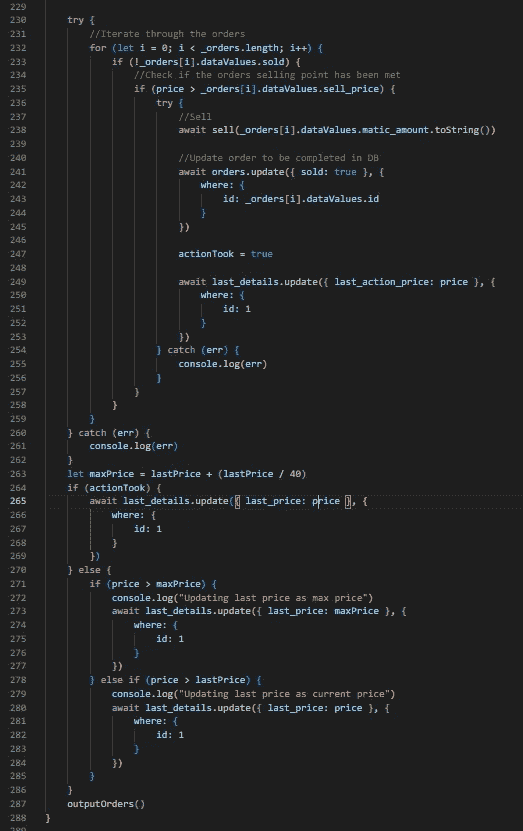 229
230 try {
231 //Iterate through the orders
232 for (let i = 0; i < _orders.length; i++) {
233 if (!_orders[i].dataValues.sold) {
234 //Check if the orders selling point has been met
235 if (price > _orders[i].dataValues.sell_price) {
236 try {
237 //Sell
238 await sell(_orders[i].dataValues.matic_amount.toString())
239
240 //Update order to be completed in DB
241 await orders.update({ sold: true }, {
242 where: {
243 id: _orders[i].dataValues.id
244 }
245 })
246
247 actionTook = true
248
249 await last_details.update({ last_action_price: price }, {
250 where: {
251 id: 1
252 }
253 })
254 } catch (err) {
255 console.log(err)
256 }
257 }
258 }
259 }
260 } catch (err) {
261 console.log(err)
262 }
263 let maxPrice = lastPrice + (lastPrice / 40)
264 if (actionTook) {
265 await last_details.update({ last_price: price }, {
266 where: {
267 id: 1
268 }
269 })
270 } else {
271 if (price > maxPrice) {
272 console.log("Updating last price as max price")
273 await last_details.update({ last_price: maxPrice }, {
274 where: {
275 id: 1
276 }
277 })
278 } else if (price > lastPrice) {
279 console.log("Updating last price as current price")
280 await last_details.update({ last_price: price }, {
281 where: {
282 id: 1
283 }
284 })
285 }
286 }
287 outputOrders()
288 }
289